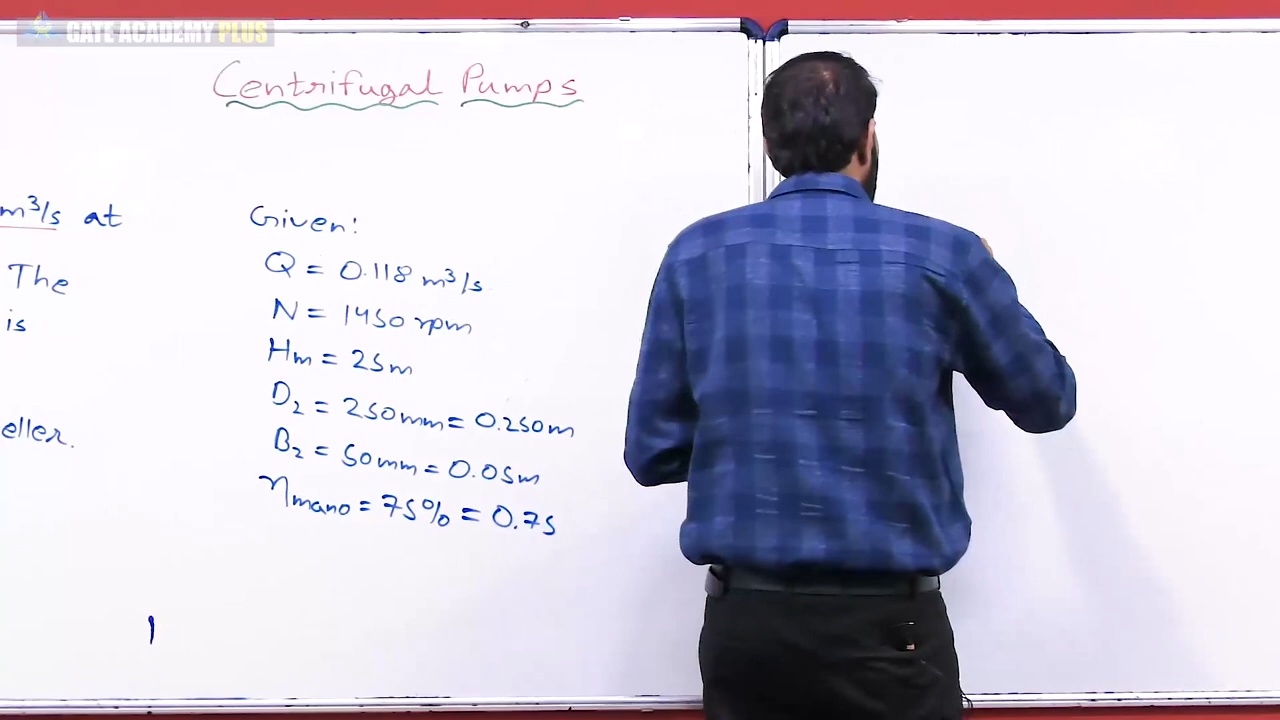 GATE ACADEMY PLUS
Centrifugal Pumps
m³/s at
The
is
eller.
Given:
Q = 0.118 m³/s
N = 1450 rpm
Hm = 25m
D₂ = 250mm = 0.250m
B₂ = 50mm = 0.05m
ηmano = 75% = 0.75